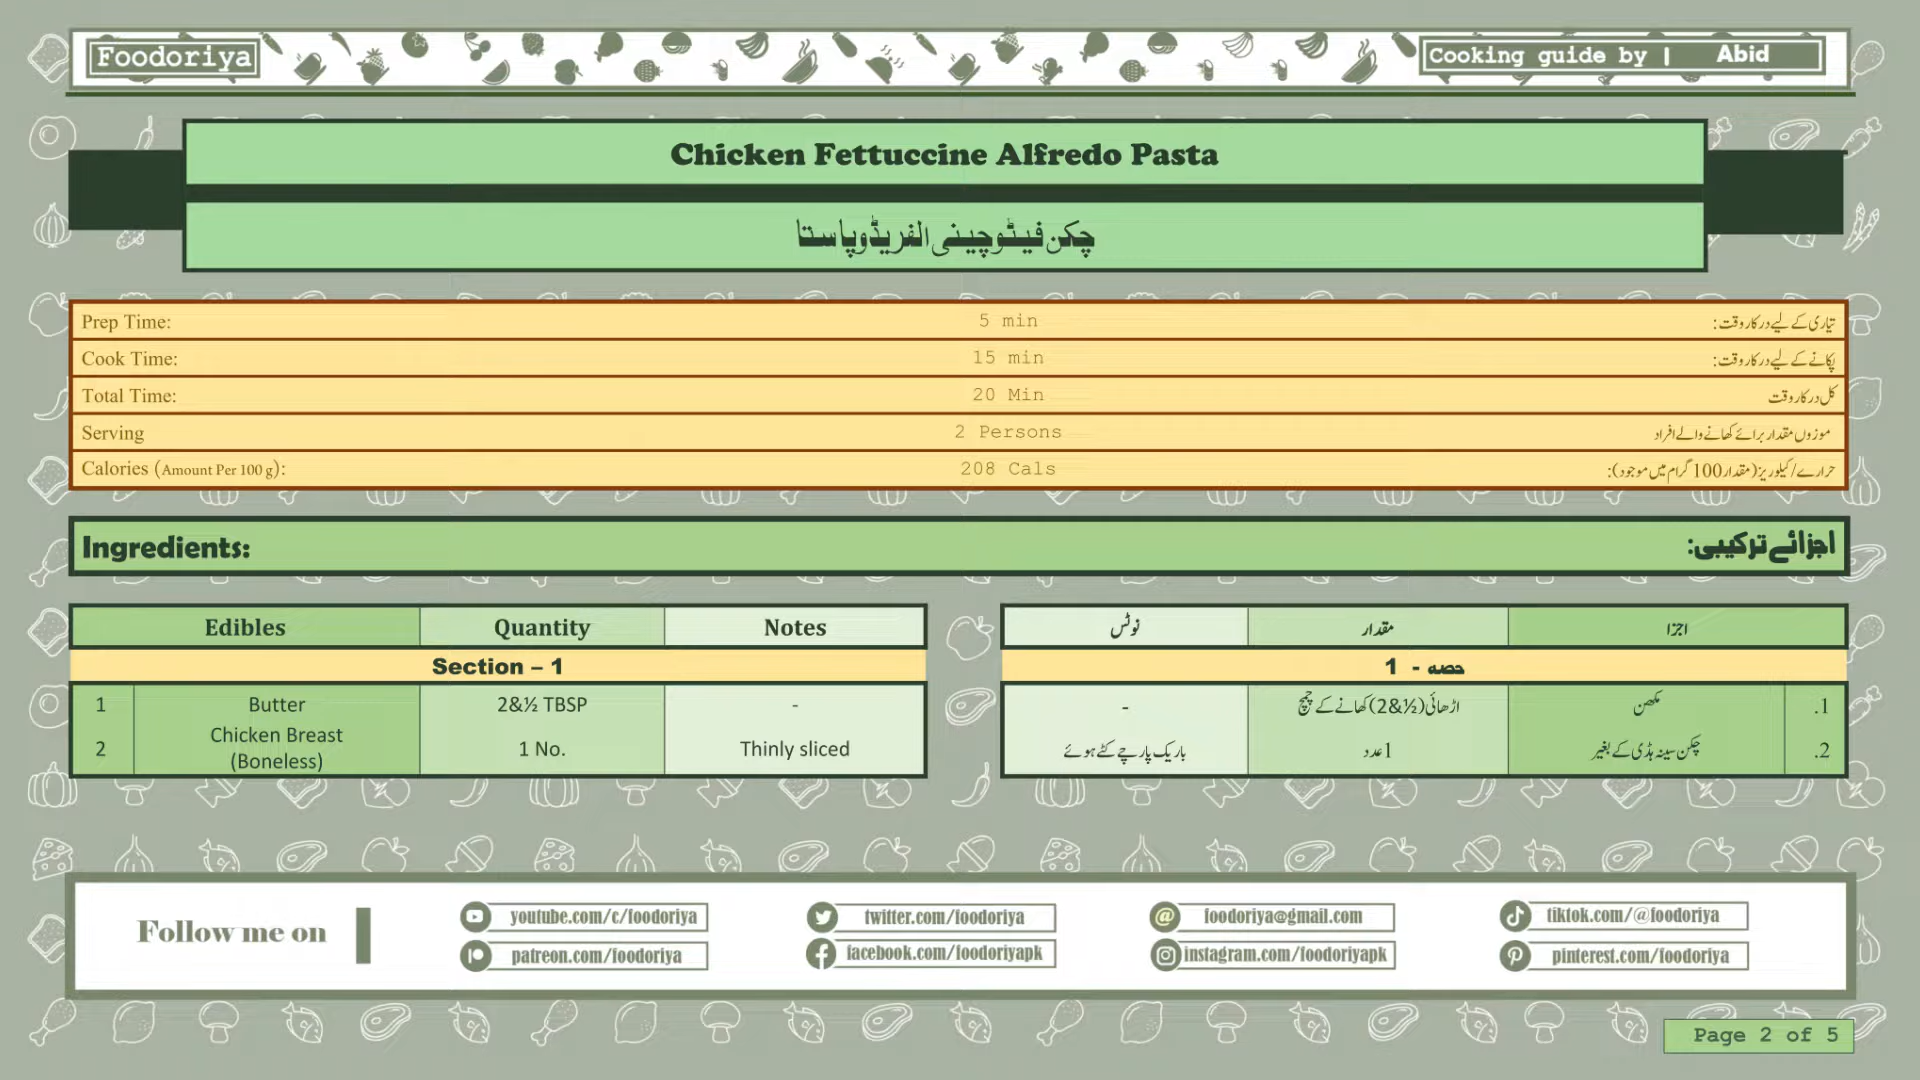 Foodoriya
Cooking guide by | Abid
Chicken Fettuccine Alfredo Pasta
چکن فیٹوچینی الفریڈو پاستا
Prep Time: 5 min تیاری کے لیے درکار وقت:
Cook Time: 15 min پکانے کے لیے درکار وقت:
Total Time: 20 Min کل درکار وقت
Serving 2 Persons موزوں مقدار برائے کھانے والے افراد
Calories (Amount Per 100 g): 208 Cals حرارے/کیلوریز (مقدار 100 گرام میں موجود):
Ingredients: اجزائے ترکیبی:
Edibles Quantity Notes
Section – 1
1 Butter 2&½ TBSP -
2 Chicken Breast (Boneless) 1 No. Thinly sliced
اجزا مقدار نوٹس
حصہ - 1
1. مکھن اڑھائی (2&½) کھانے کے چمچ -
2. چکن سینہ ہڈی کے بغیر 1 عدد باریک پارچے کٹے ہوئے
Follow me on
youtube.com/c/foodoriya
twitter.com/foodoriya
foodoriya@gmail.com
tiktok.com/@foodoriya
patreon.com/foodoriya
facebook.com/foodoriyapk
instagram.com/foodoriyapk
pinterest.com/foodoriya
Page 2 of 5